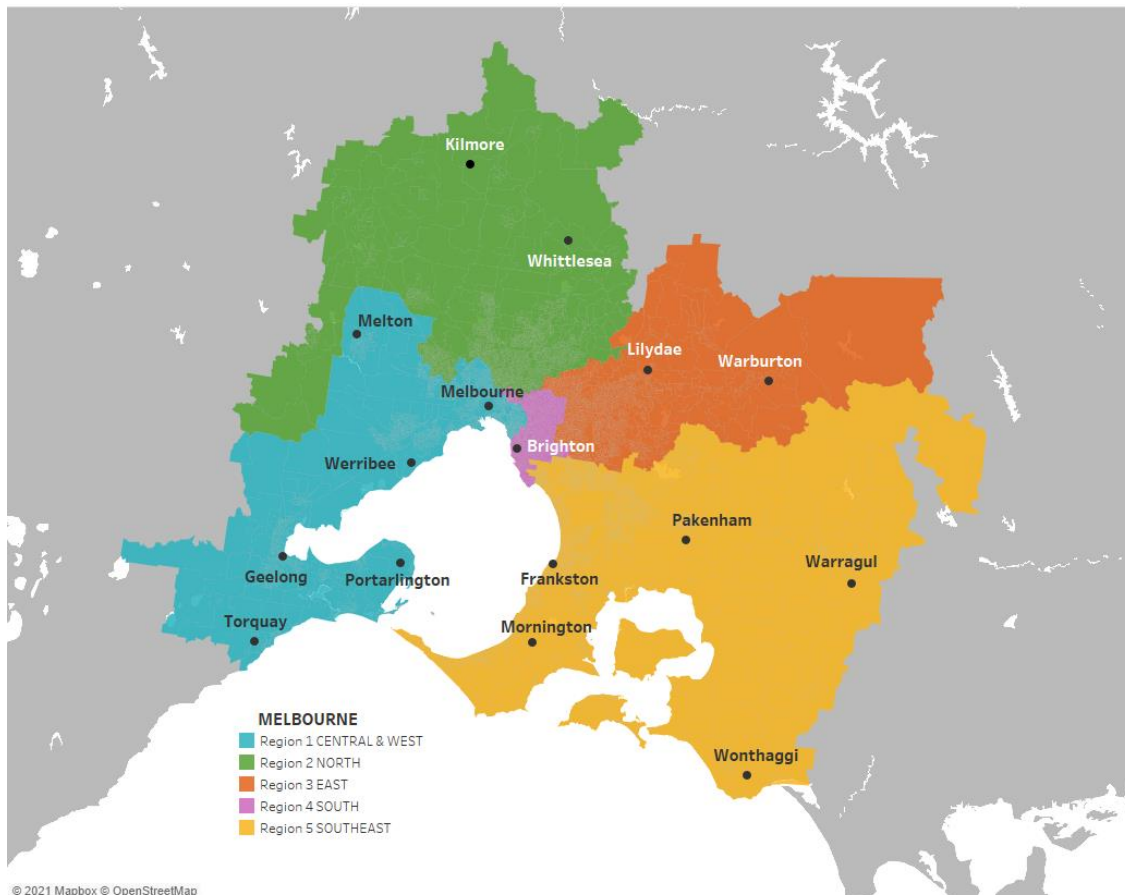 Kilmore
Whittlesea
Melton
Lilydae
Warburton
Melbourne
Brighton
Werribee
Pakenham
Geelong
Portarlington
Frankston
Warragul
Torquay
Mornington
MELBOURNE
Region 1 CENTRAL & WEST
Region 2 NORTH
Region 3 EAST
Region 4 SOUTH
Region 5 SOUTHEAST
Wonthaggi
© 2021 Mapbox © OpenStreetMap